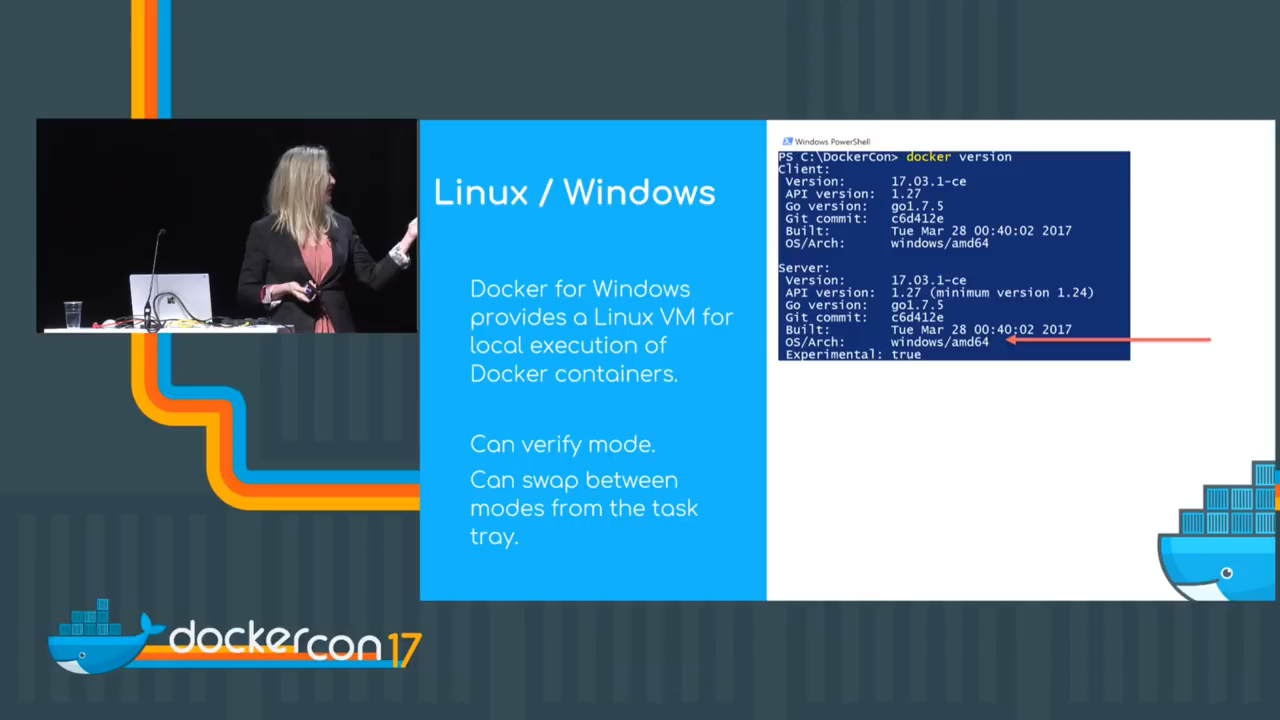 Linux / Windows
Docker for Windows
provides a Linux VM for
local execution of
Docker containers.
Can verify mode.
Can swap between
modes from the task
tray.
Windows PowerShell
PS C:\DockerCon> docker version
Client:
Version: 17.03.1-ce
API version: 1.27
Go version: go1.7.5
Git commit: c6d412e
Built: Tue Mar 28 00:40:02 2017
OS/Arch: windows/amd64
Server:
Version: 17.03.1-ce
API version: 1.27 (minimum version 1.24)
Go version: go1.7.5
Git commit: c6d412e
Built: Tue Mar 28 00:40:02 2017
OS/Arch: windows/amd64
Experimental: true
dockercon17